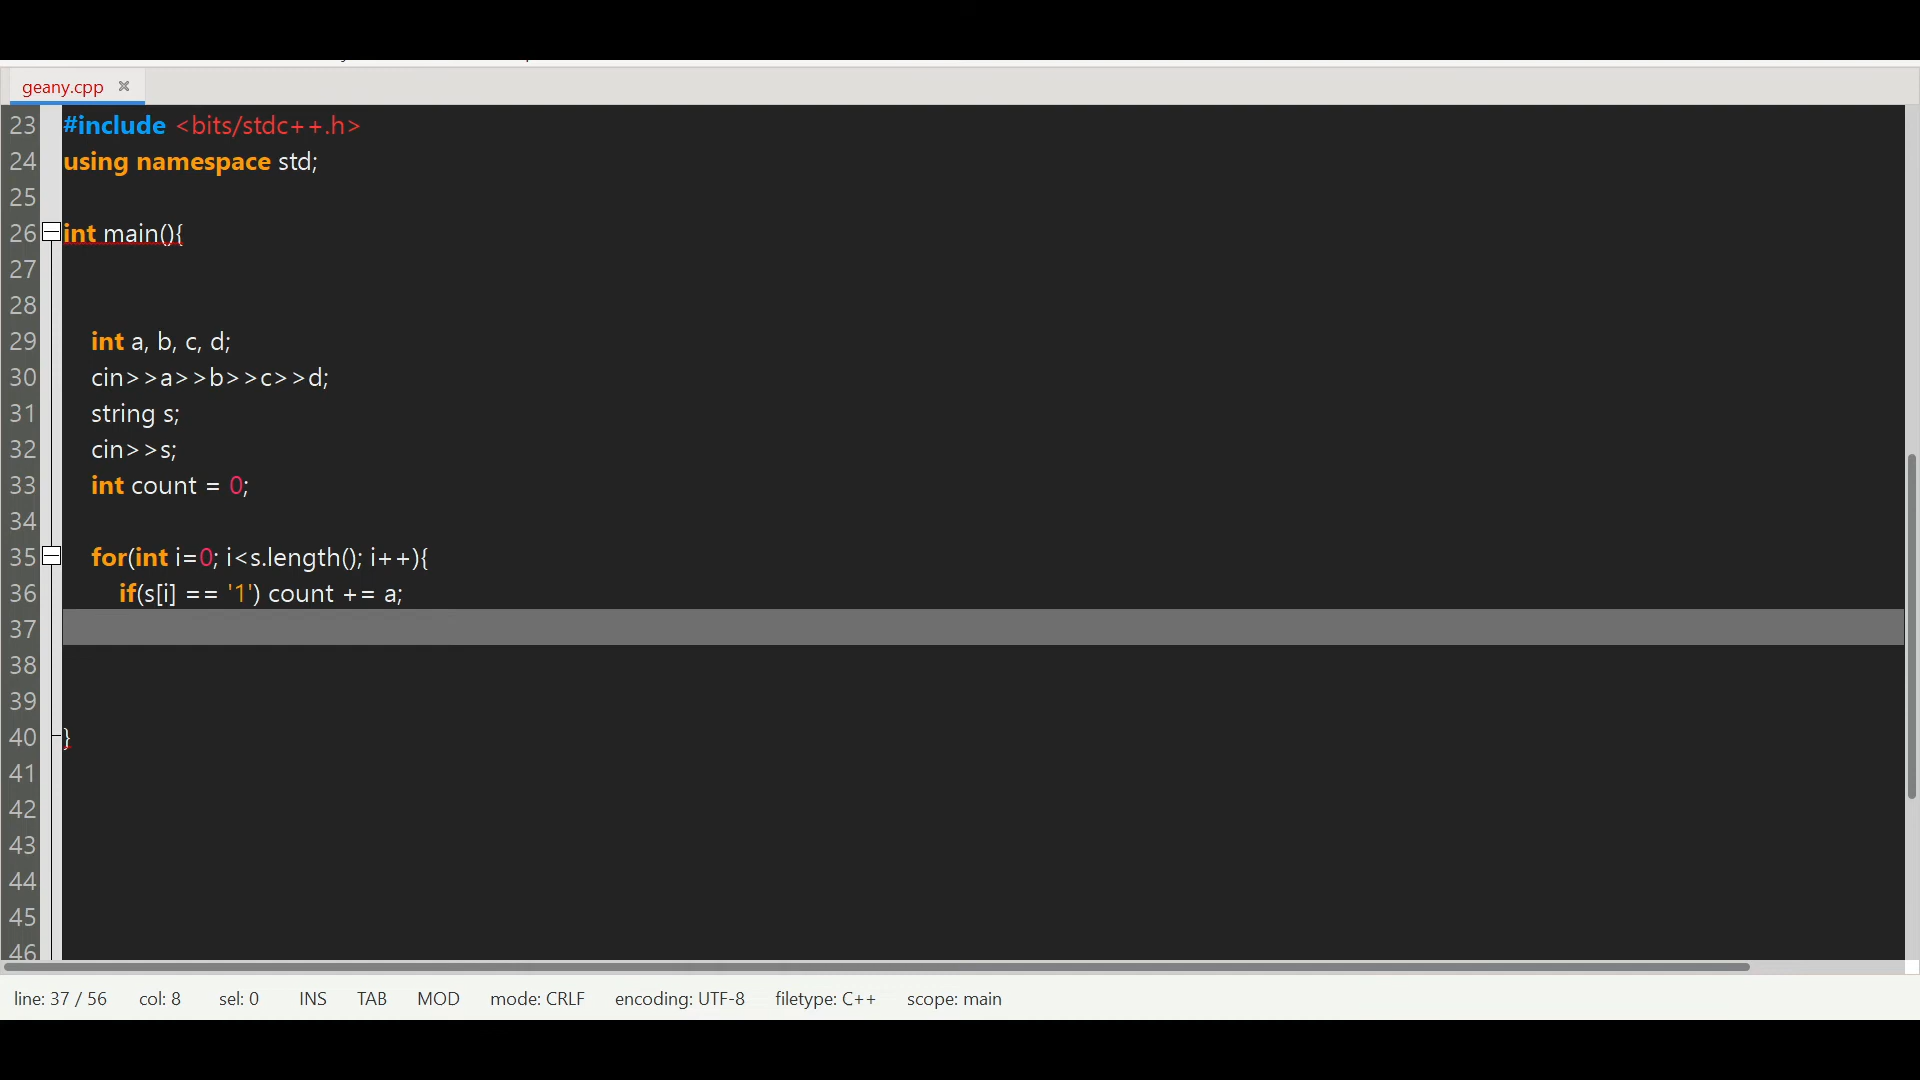 geany.cpp
23 #include <bits/stdc++.h>
24 using namespace std;
25
26 int main(){
27
28
29 int a, b, c, d;
30 cin>>a>>b>>c>>d;
31 string s;
32 cin>>s;
33 int count = 0;
34
35 for(int i=0; i<s.length(); i++){
36 if(s[i] == '1') count += a;
37
38
39
40 }
41
42
43
44
45
46
line: 37 / 56 col: 8 sel: 0 INS TAB MOD mode: CRLF encoding: UTF-8 filetype: C++ scope: main